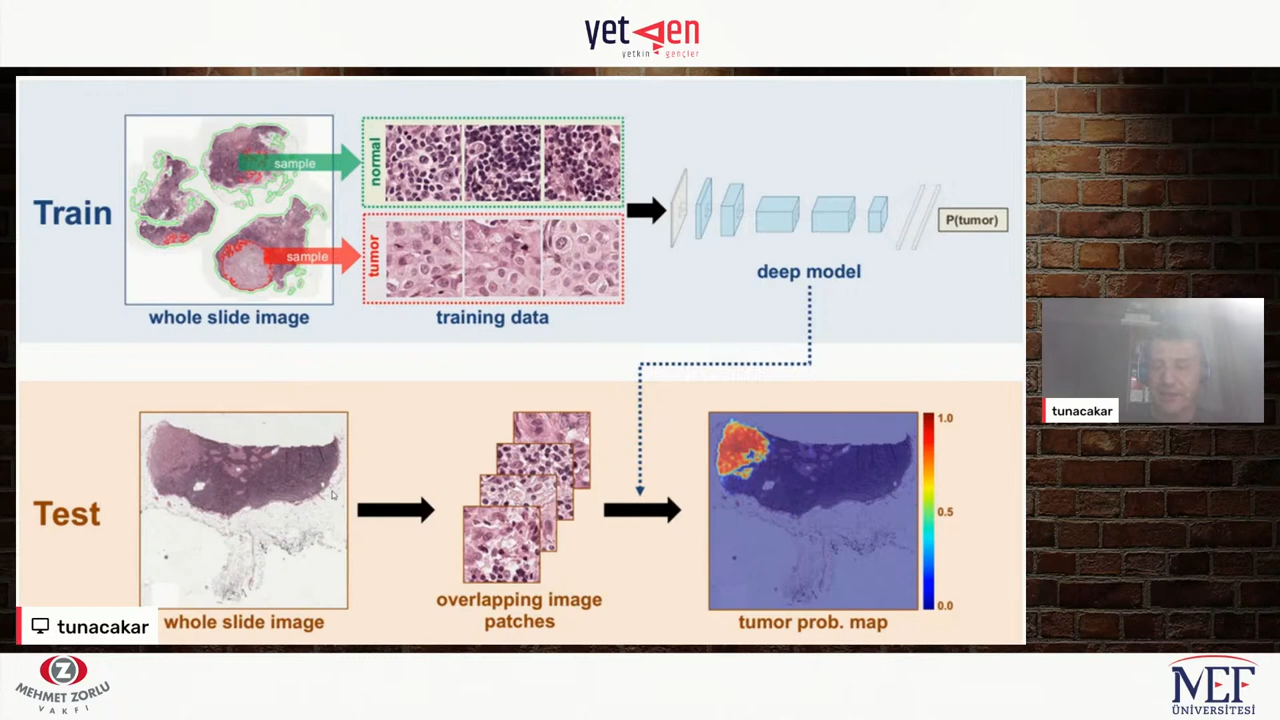 yetgen
yetkin gençler
Train
sample
sample
normal
tumor
P(tumor)
deep model
whole slide image
training data
Test
1.0
0.5
0.0
overlapping image
patches
whole slide image
tumor prob. map
tunacakar
tunacakar
Z
MEHMET ZORLU
VAKFI
MEF
ÜNİVERSİTESİ